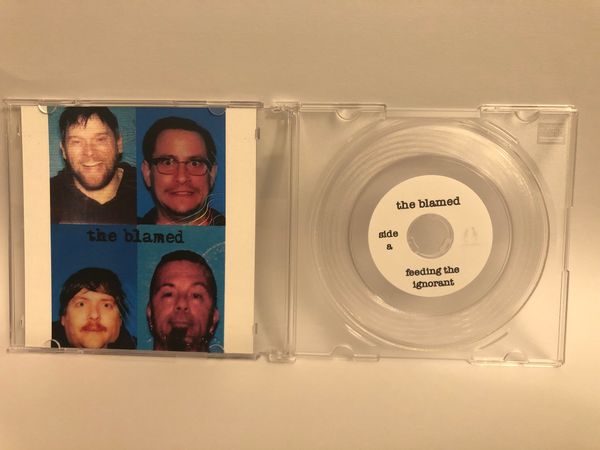 the blamed
the blamed
side
a
feeding the
ignorant